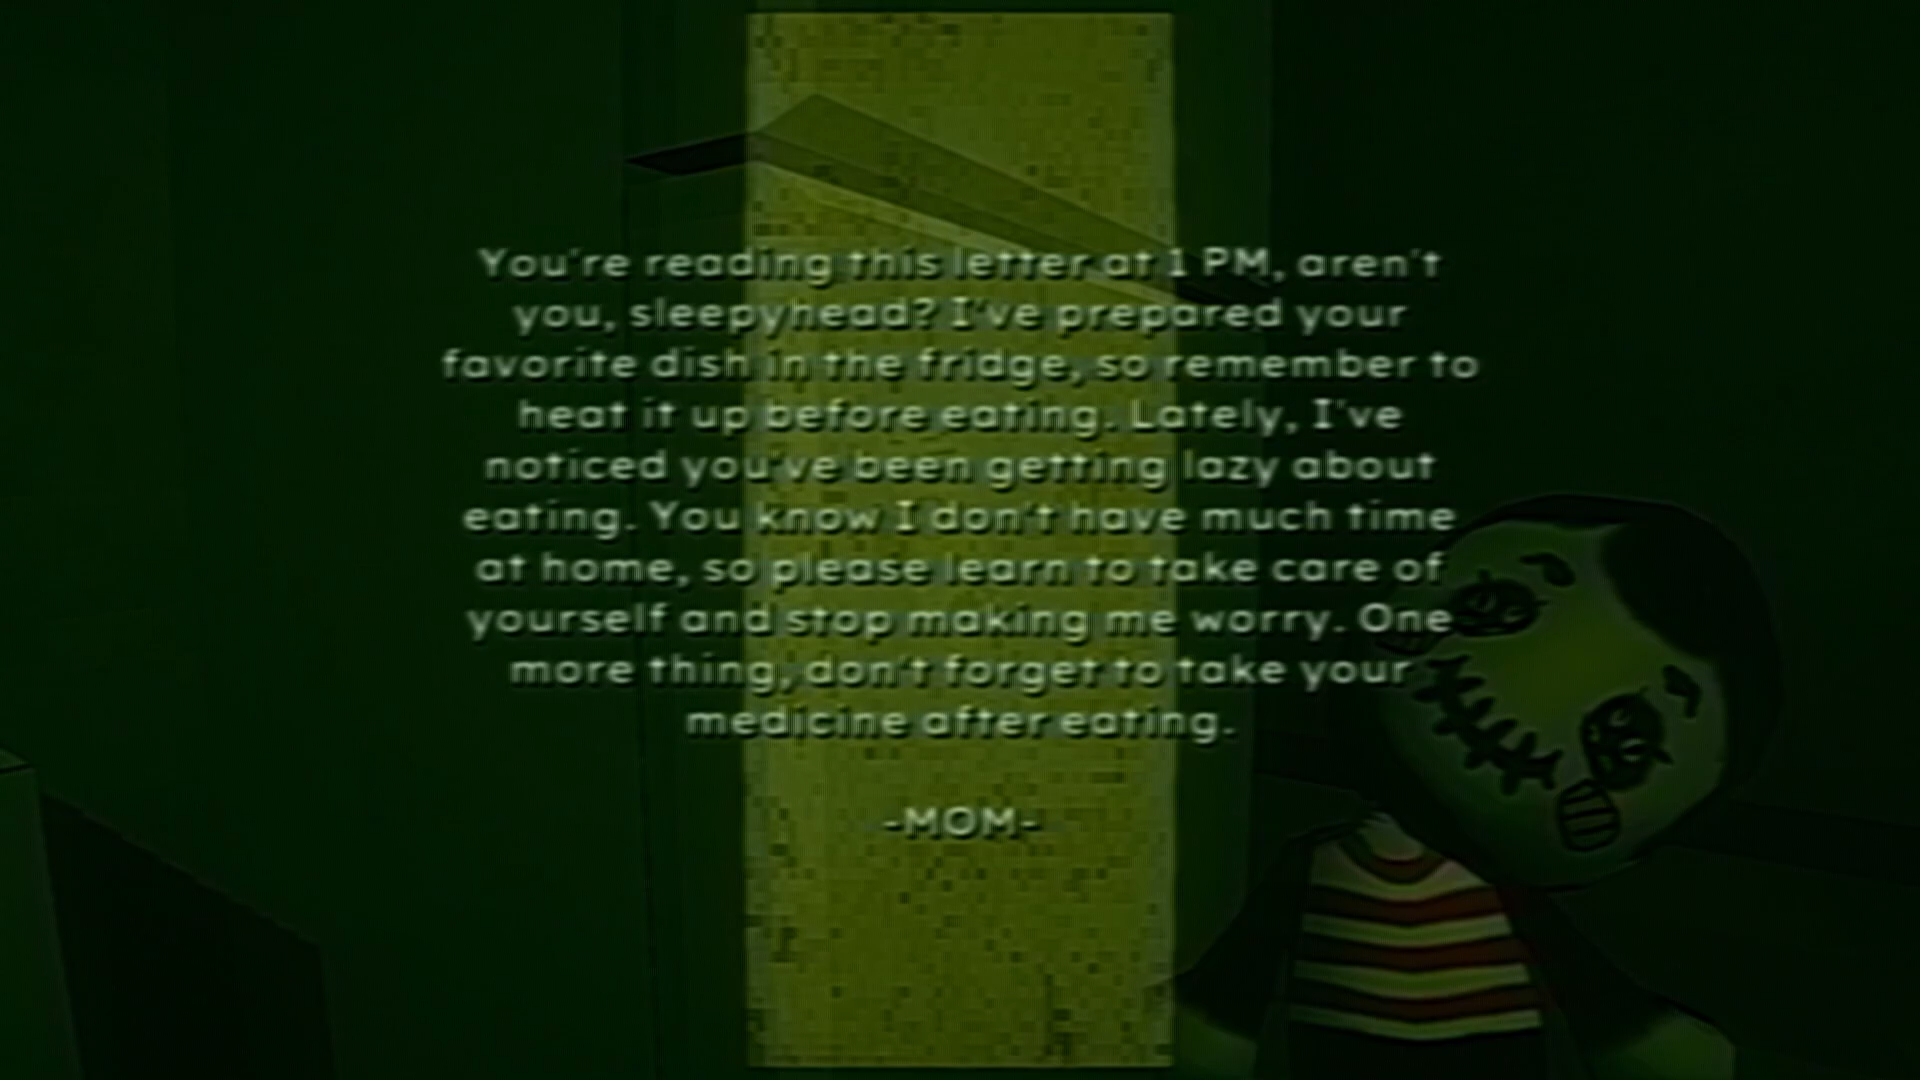 You're reading this letter at 1 PM, aren't
you, sleepyhead? I've prepared your
favorite dish in the fridge, so remember to
heat it up before eating. Lately, I've
noticed you've been getting lazy about
eating. You know I don't have much time
at home, so please learn to take care of
yourself and stop making me worry. One
more thing, don't forget to take your
medicine after eating.
-MOM-